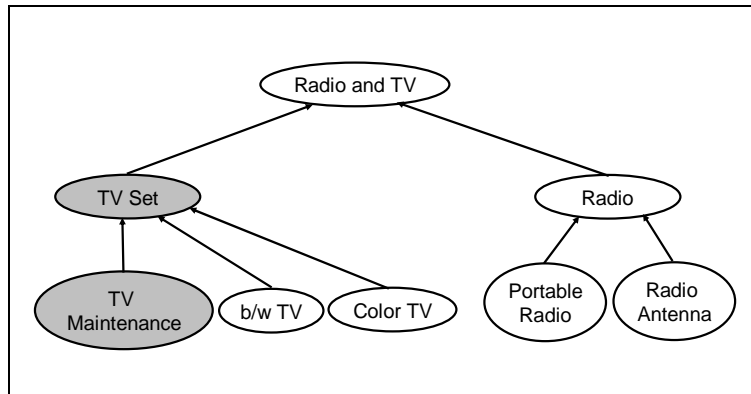 Radio and TV
TV Set
Radio
TV
Maintenance
b/w TV
Color TV
Portable
Radio
Radio
Antenna